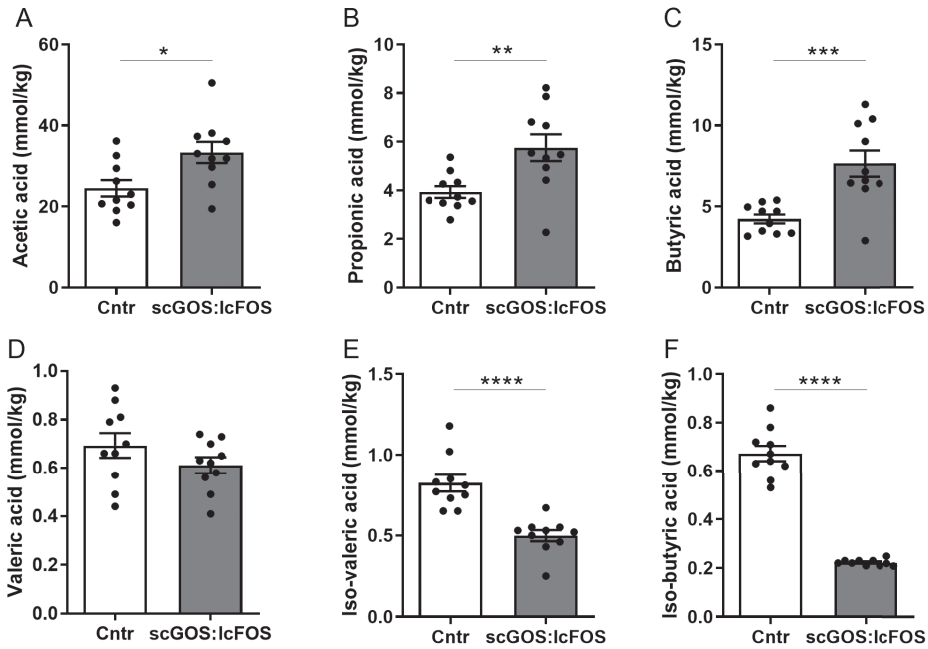 A
Acetic acid (mmol/kg)
60
40
20
0
*
Cntr scGOS:lcFOS
B
Propionic acid (mmol/kg)
10
8
6
4
2
0
**
Cntr scGOS:lcFOS
C
Butyric acid (mmol/kg)
15
10
5
0
***
Cntr scGOS:lcFOS
D
Valeric acid (mmol/kg)
1.0
0.8
0.6
0.4
0.2
0.0
Cntr scGOS:lcFOS
E
Iso-valeric acid (mmol/kg)
1.5
1.0
0.5
0.0
****
Cntr scGOS:lcFOS
F
Iso-butyric acid (mmol/kg)
1.0
0.8
0.6
0.4
0.2
0.0
****
Cntr scGOS:lcFOS